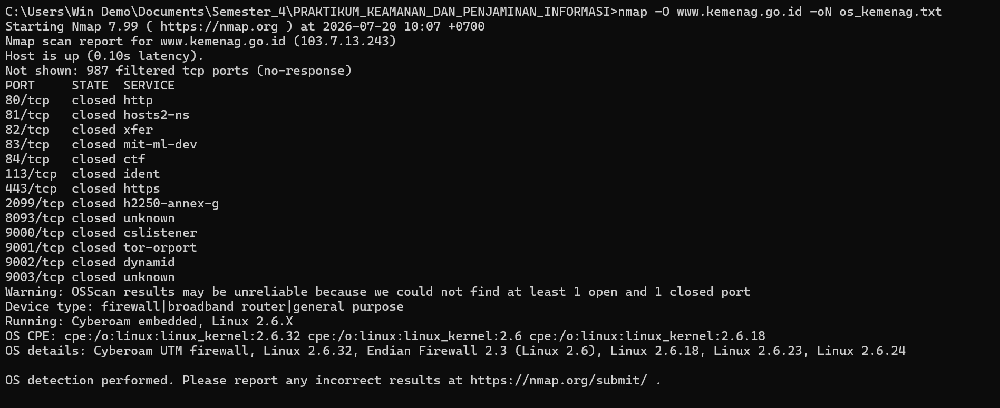 C:\Users\Win Demo\Documents\Semester_4\PRAKTIKUM_KEAMANAN_DAN_PENJAMINAN_INFORMASI>nmap -O www.kemenag.go.id -oN os_kemenag.txt
Starting Nmap 7.99 ( https://nmap.org ) at 2026-07-20 10:07 +0700
Nmap scan report for www.kemenag.go.id (103.7.13.243)
Host is up (0.10s latency).
Not shown: 987 filtered tcp ports (no-response)
PORT     STATE  SERVICE
80/tcp   closed http
81/tcp   closed hosts2-ns
82/tcp   closed xfer
83/tcp   closed mit-ml-dev
84/tcp   closed ctf
113/tcp  closed ident
443/tcp  closed https
2099/tcp closed h2250-annex-g
8093/tcp closed unknown
9000/tcp closed cslistener
9001/tcp closed tor-orport
9002/tcp closed dynamid
9003/tcp closed unknown
Warning: OSScan results may be unreliable because we could not find at least 1 open and 1 closed port
Device type: firewall|broadband router|general purpose
Running: Cyberoam embedded, Linux 2.6.X
OS CPE: cpe:/o:linux:linux_kernel:2.6.32 cpe:/o:linux:linux_kernel:2.6 cpe:/o:linux:linux_kernel:2.6.18
OS details: Cyberoam UTM firewall, Linux 2.6.32, Endian Firewall 2.3 (Linux 2.6), Linux 2.6.18, Linux 2.6.23, Linux 2.6.24
OS detection performed. Please report any incorrect results at https://nmap.org/submit/ .